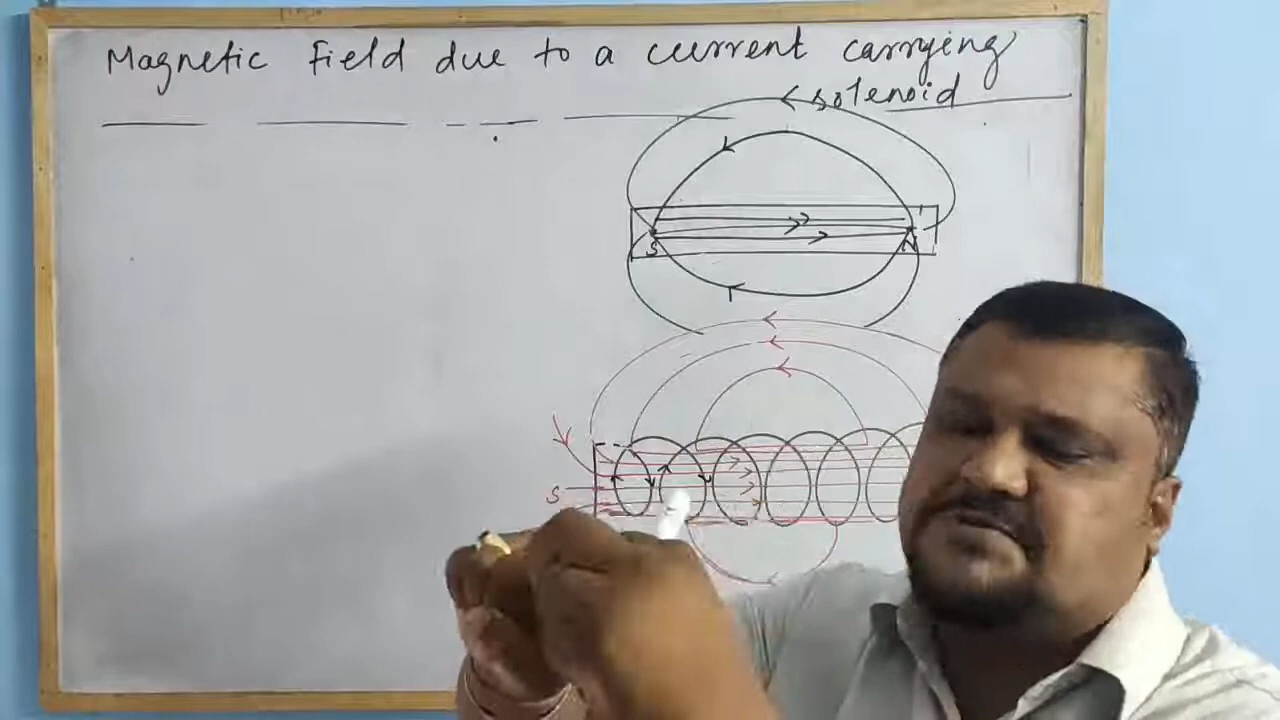 Magnetic field due to a current carrying
solenoid
S N
S